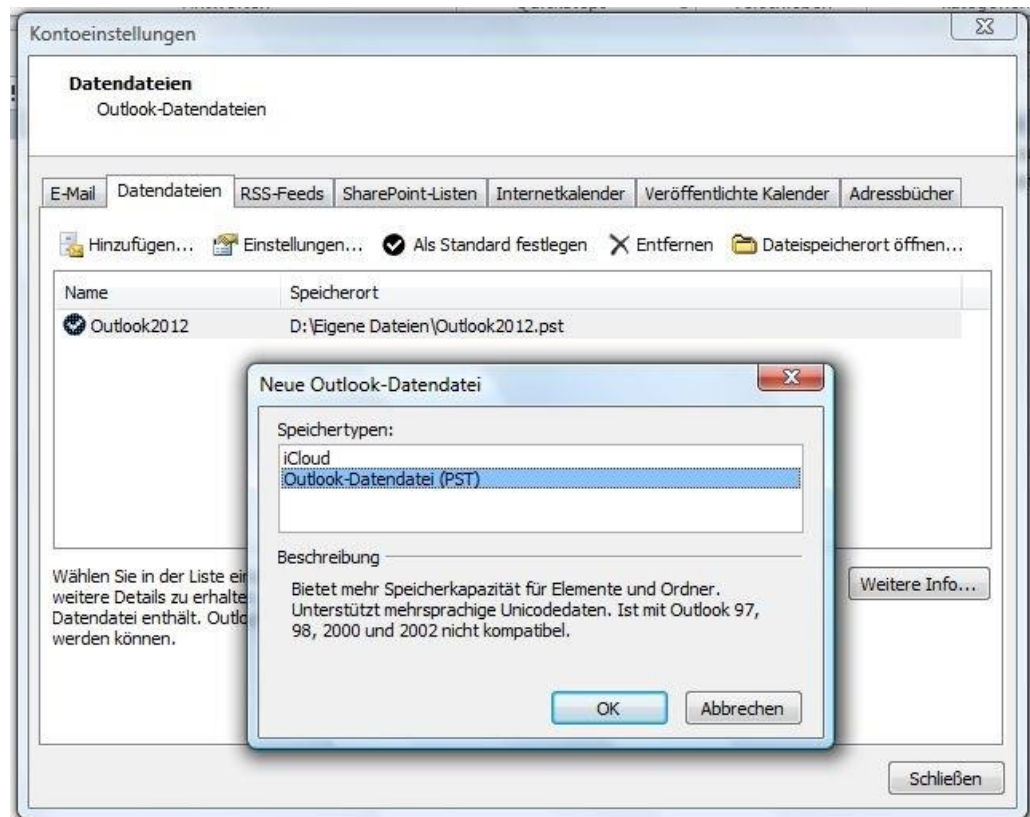 Kontoeinstellungen
Datendateien
Outlook-Datendateien
E-Mail Datendateien RSS-Feeds SharePoint-Listen Internetkalender Veröffentlichte Kalender Adressbücher
Hinzufügen... Einstellungen... Als Standard festlegen Entfernen Dateispeicherort öffnen...
Name Speicherort
Outlook2012 D:\Eigene Dateien\Outlook2012.pst
Neue Outlook-Datendatei
Speichertypen:
iCloud
Outlook-Datendatei (PST)
Beschreibung
Bietet mehr Speicherkapazität für Elemente und Ordner.
Unterstützt mehrsprachige Unicodedaten. Ist mit Outlook 97,
98, 2000 und 2002 nicht kompatibel.
OK Abbrechen
Wählen Sie in der Liste
weitere Details zu
Datendatei enthält.
werden können.
Weitere Info...
Schließen